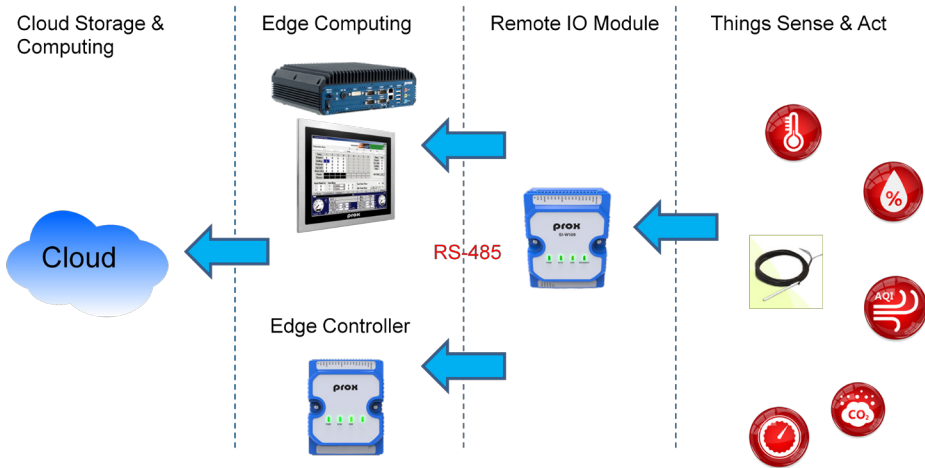 Cloud Storage &
Computing
Edge Computing
Remote IO Module
Things Sense & Act
prox
Cloud
RS-485
prox
%
AQI
Edge Controller
prox
CO₂